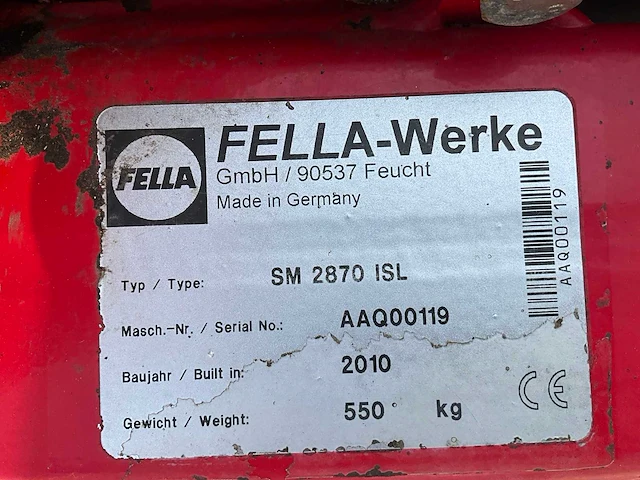 FELLA
FELLA-Werke
GmbH / 90537 Feucht
Made in Germany
AAQ00119
Typ / Type: SM 2870 ISL
Masch.-Nr. / Serial No.: AAQ00119
Baujahr / Built in: 2010
Gewicht / Weight: 550 kg
CE